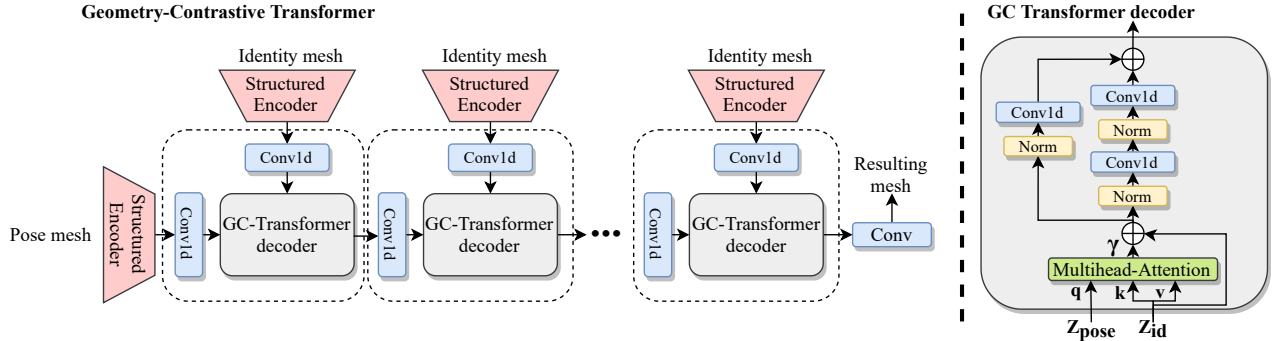 Geometry-Contrastive Transformer
Identity mesh
Structured
Encoder
Conv1d
GC-Transformer
decoder
Pose mesh
Structured
Encoder
Conv1d
Identity mesh
Structured
Encoder
Conv1d
Conv1d
GC-Transformer
decoder
•••
Identity mesh
Structured
Encoder
Conv1d
Conv1d
GC-Transformer
decoder
Resulting
mesh
Conv
GC Transformer decoder
Conv1d
Norm
Conv1d
Norm
Conv1d
Norm
γ
Multihead-Attention
q k v
Zpose Zid